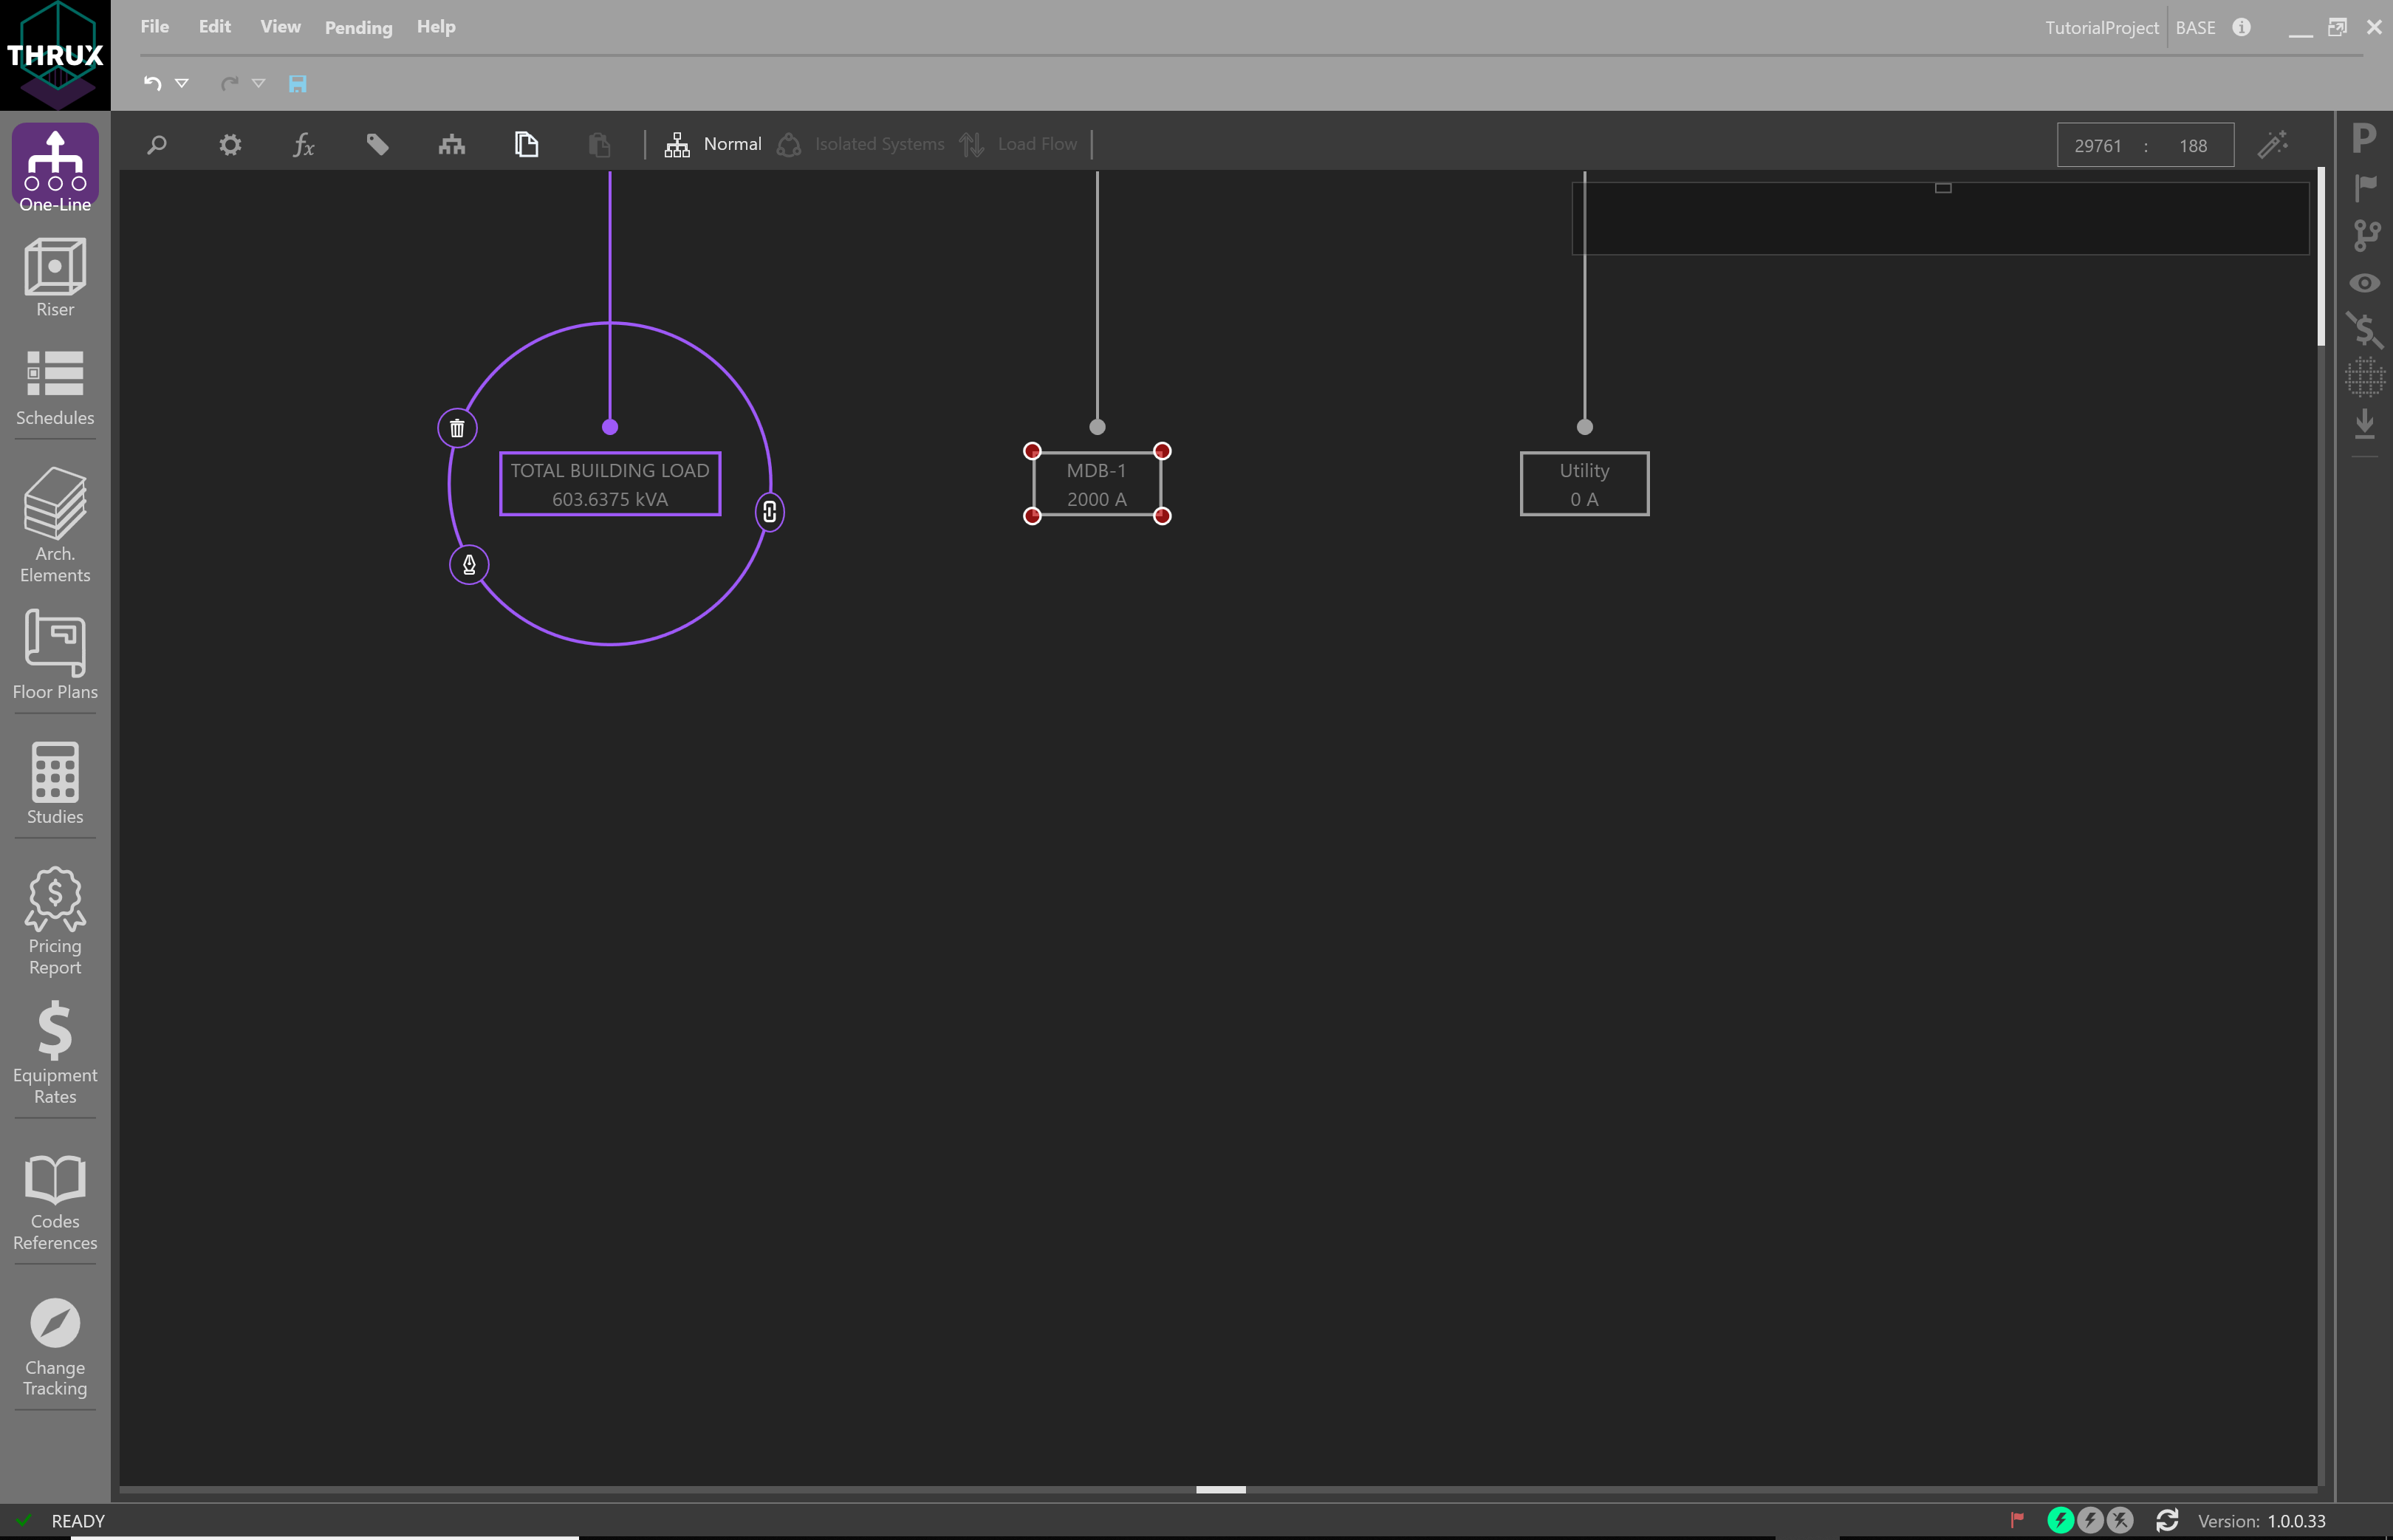 THRUX
File Edit View Pending Help
TutorialProject BASE
fx Normal Isolated Systems Load Flow
29761 : 188
P
One-Line
Riser
Schedules
Arch.
Elements
Floor Plans
Studies
Pricing
Report
Equipment
Rates
Codes
References
Change
Tracking
TOTAL BUILDING LOAD
603.6375 kVA
MDB-1
2000 A
Utility
0 A
READY
Version: 1.0.0.33